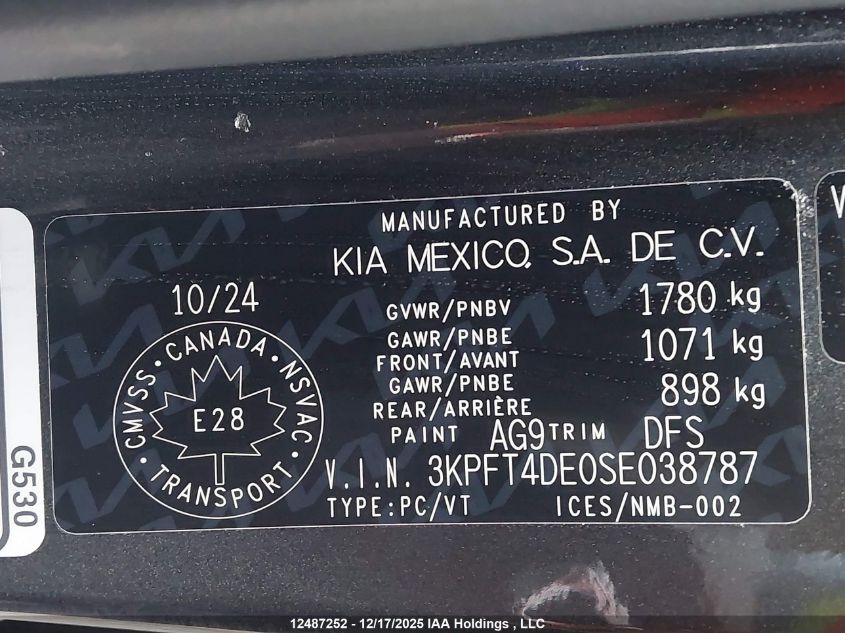 MANUFACTURED BY
KIA MEXICO, S.A. DE C.V.
10/24
GVWR/PNBV 1780 kg
GAWR/PNBE 1071 kg
FRONT/AVANT
GAWR/PNBE 898 kg
REAR/ARRIÈRE
PAINT AG9 TRIM DFS
V.I.N. 3KPFT4DE0SE038787
TYPE:PC/VT ICES/NMB-002
CMVSS • CANADA • NSVAC • TRANSPORT •
E28
G530
V
12487252 - 12/17/2025 IAA Holdings , LLC